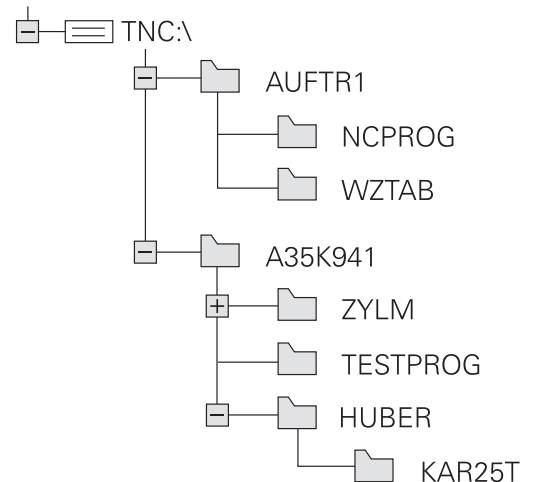 TNC:\
AUFTR1
NCPROG
WZTAB
A35K941
ZYLM
TESTPROG
HUBER
KAR25T